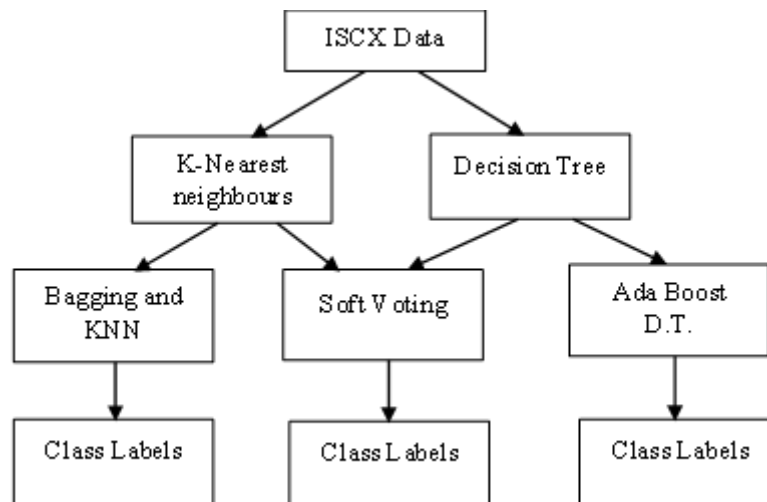 ISCX Data
K-Nearest
neighbours
Decision Tree
Bagging and
KNN
Soft Voting
Ada Boost
D.T.
Class Labels
Class Labels
Class Labels